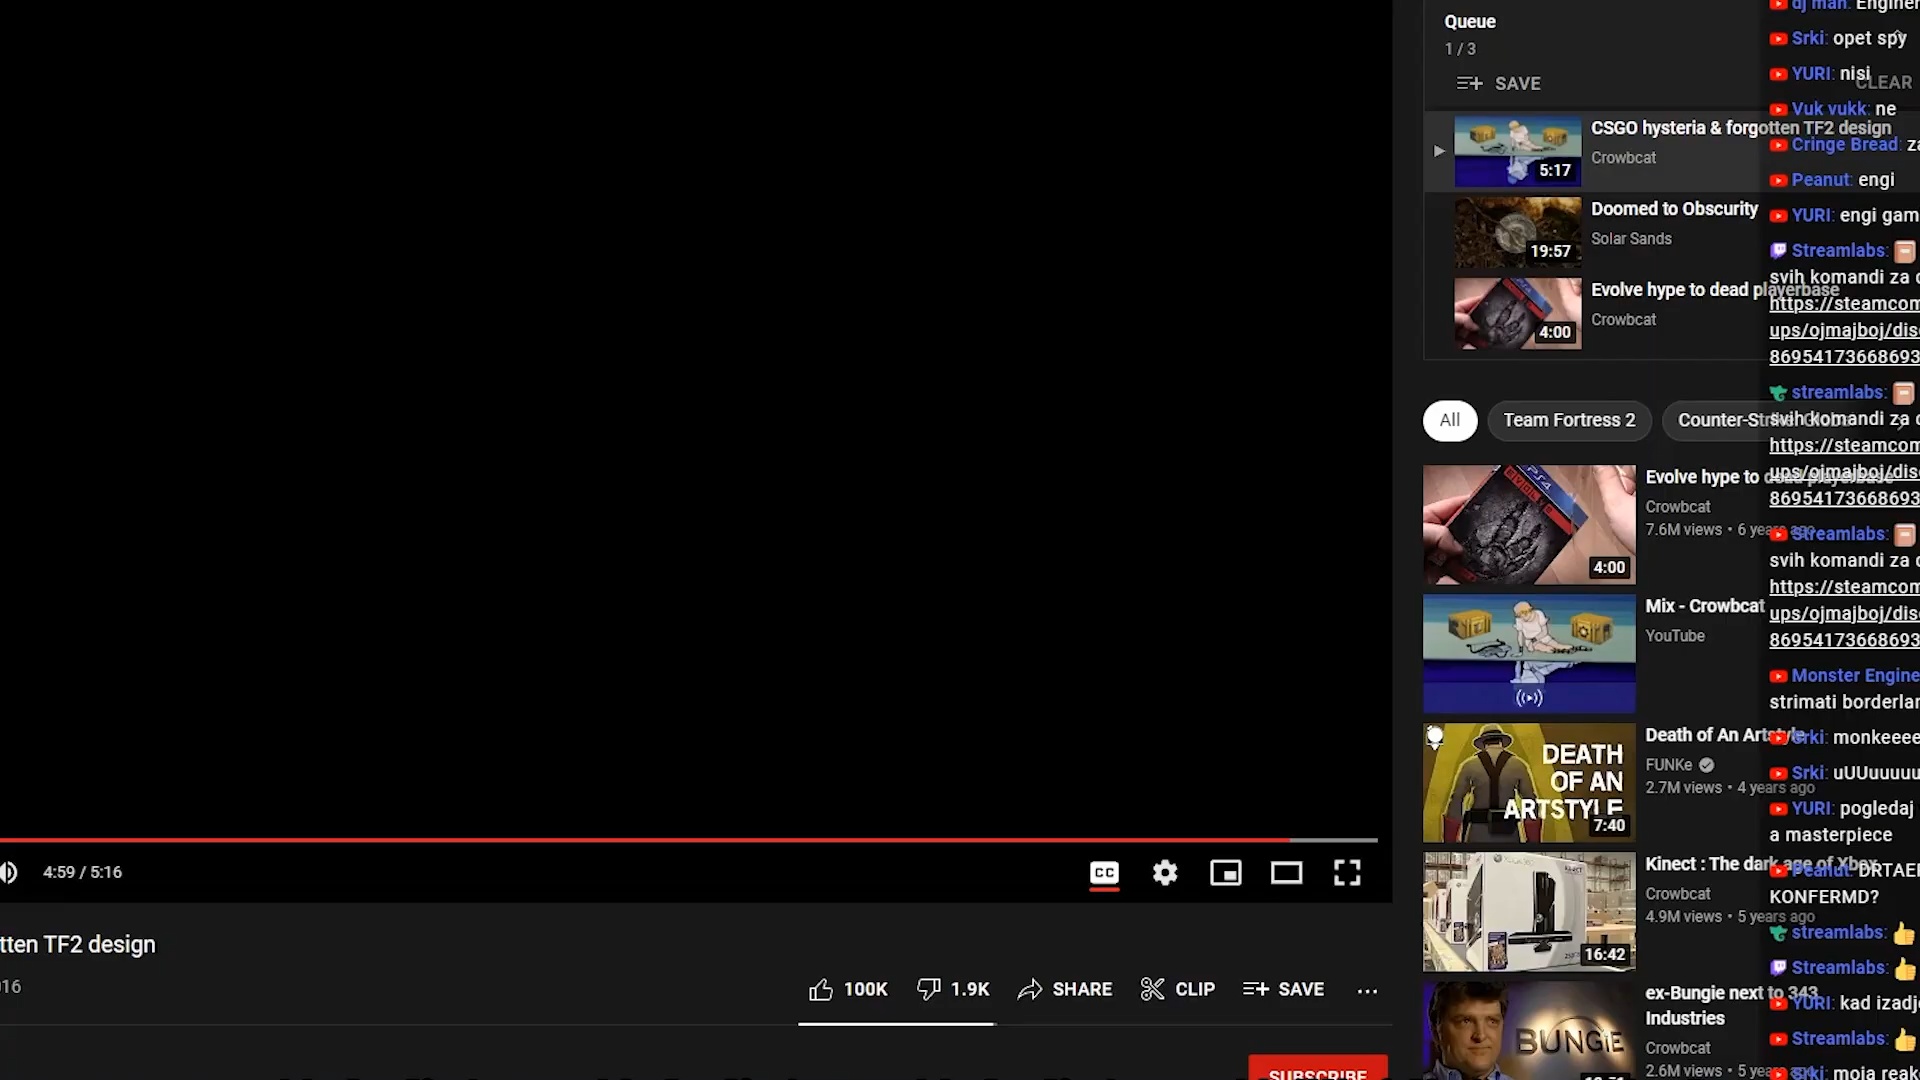 Queue
1 / 3
SAVE
CLEAR
CSGO hysteria & forgotten TF2 design
Crowbcat
5:17
Doomed to Obscurity
Solar Sands
19:57
Evolve hype to dead playerbase
Crowbcat
4:00
All
Team Fortress 2
Evolve hype to dead playerbase
Crowbcat
7.6M views • 6 years ago
4:00
Mix - Crowbcat
YouTube
Death of An Artstyle
FUNKe
2.7M views • 4 years ago
DEATH
OF AN
ARTSTYLE
7:40
Kinect : The dark age of Xbox
Crowbcat
4.9M views • 5 years ago
16:42
ex-Bungie next to 343
Industries
Crowbcat
2.6M views • 5 years
BUNGIE
4:59 / 5:16
CC
tten TF2 design
016
100K
1.9K
SHARE
CLIP
SAVE
SUBSCRIBE
dj man: Engine
Srki: opet spy
YURI: nisi
Vuk vukk: ne
Cringe Bread: za
Peanut: engi
YURI: engi gam
Streamlabs:
svih komandi za
https://steamcom
ups/ojmajboj/dis
86954173668693
streamlabs:
svih komandi za
https://steamcom
ups/ojmajboj/dis
86954173668693
Streamlabs:
svih komandi za
https://steamcom
ups/ojmajboj/dis
86954173668693
Monster Engine
strimati borderlan
Srki: monkeeee
Srki: uUUuuuuu
YURI: pogledaj
a masterpiece
Peanut: DRTAE
KONFERMD?
streamlabs:
Streamlabs:
YURI: kad izadj
Streamlabs:
Srki: moja reak